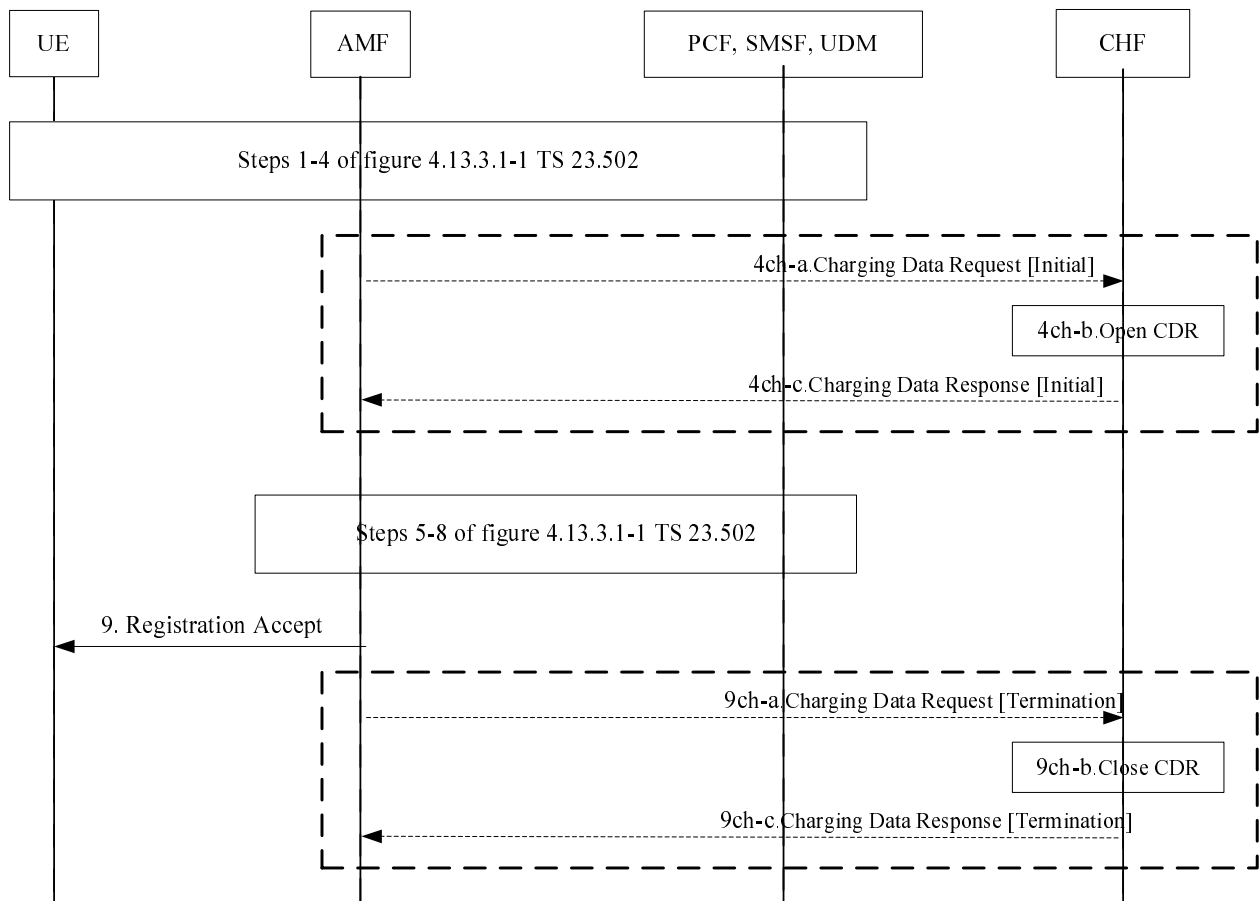 UE
AMF
PCF, SMSF, UDM
CHF
Steps 1-4 of figure 4.13.3.1-1 TS 23.502
4ch-a.Charging Data Request [Initial]
4ch-b.Open CDR
4ch-c.Charging Data Response [Initial]
Steps 5-8 of figure 4.13.3.1-1 TS 23.502
9. Registration Accept
9ch-a.Charging Data Request [Termination]
9ch-b.Close CDR
9ch-c.Charging Data Response [Termination]